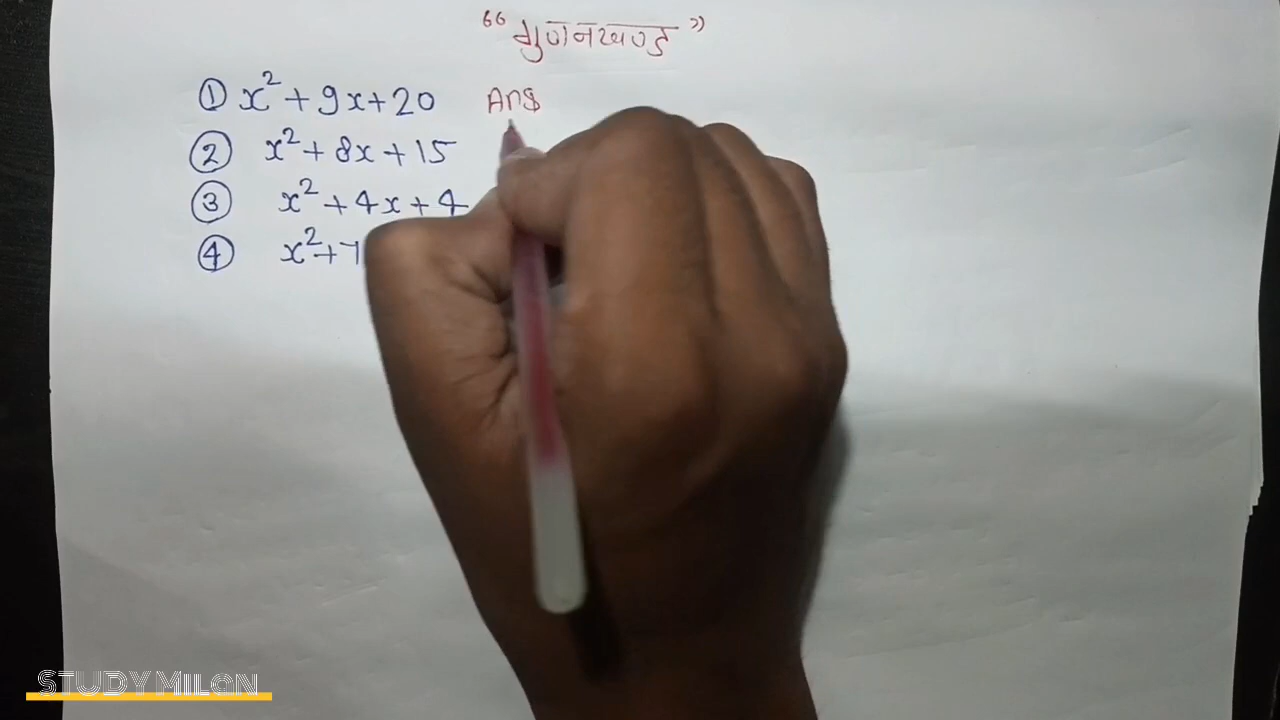 “गुणनखण्ड”
① x² + 9x + 20 Ans
② x² + 8x + 15
③ x² + 4x + 4
④ x² + 7
STUDY MilaN